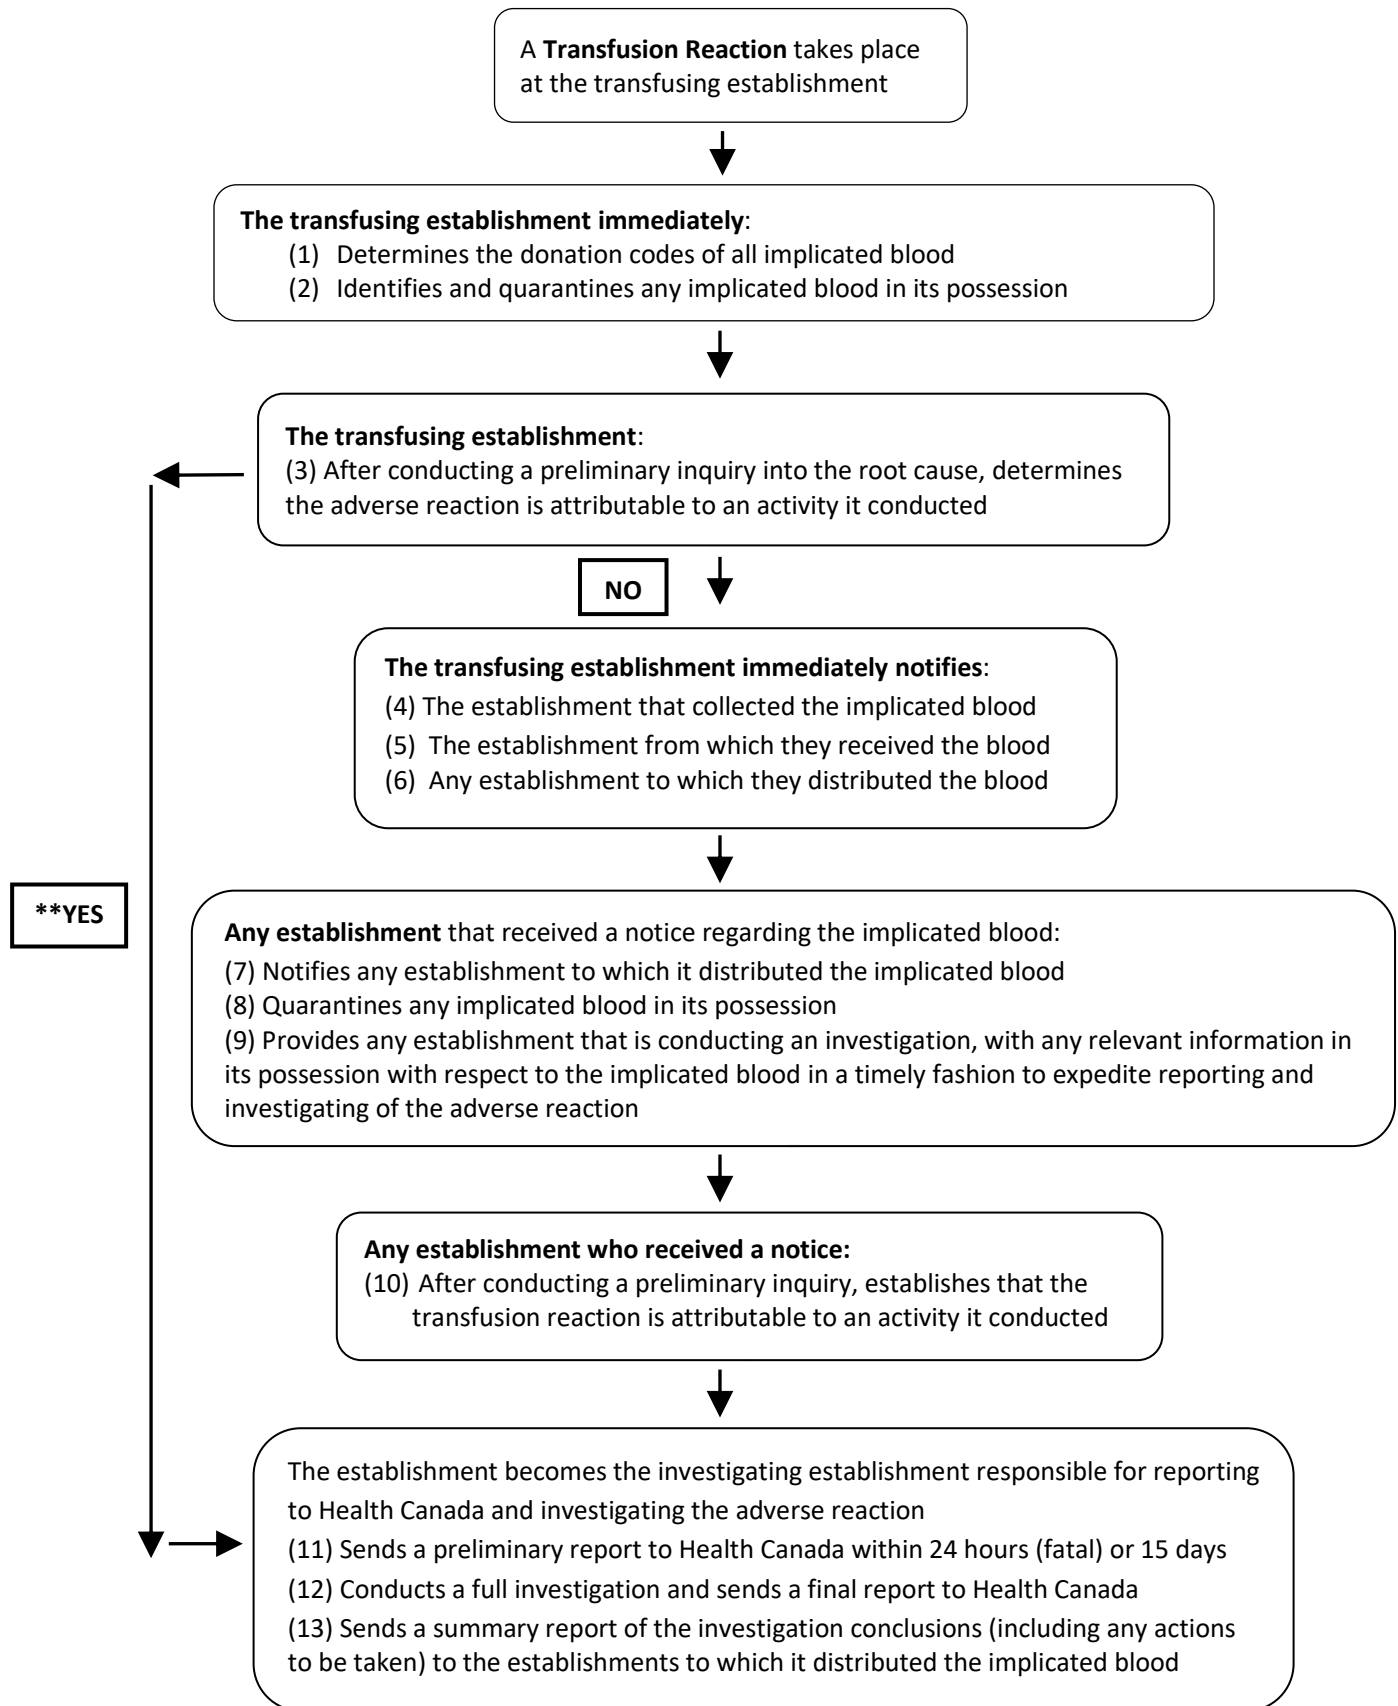 A Transfusion Reaction takes place
at the transfusing establishment
The transfusing establishment immediately:
(1) Determines the donation codes of all implicated blood
(2) Identifies and quarantines any implicated blood in its possession
The transfusing establishment:
(3) After conducting a preliminary inquiry into the root cause, determines
the adverse reaction is attributable to an activity it conducted
NO
The transfusing establishment immediately notifies:
(4) The establishment that collected the implicated blood
(5) The establishment from which they received the blood
(6) Any establishment to which they distributed the blood
**YES
Any establishment that received a notice regarding the implicated blood:
(7) Notifies any establishment to which it distributed the implicated blood
(8) Quarantines any implicated blood in its possession
(9) Provides any establishment that is conducting an investigation, with any relevant information in
its possession with respect to the implicated blood in a timely fashion to expedite reporting and
investigating of the adverse reaction
Any establishment who received a notice:
(10) After conducting a preliminary inquiry, establishes that the
transfusion reaction is attributable to an activity it conducted
The establishment becomes the investigating establishment responsible for reporting
to Health Canada and investigating the adverse reaction
(11) Sends a preliminary report to Health Canada within 24 hours (fatal) or 15 days
(12) Conducts a full investigation and sends a final report to Health Canada
(13) Sends a summary report of the investigation conclusions (including any actions
to be taken) to the establishments to which it distributed the implicated blood